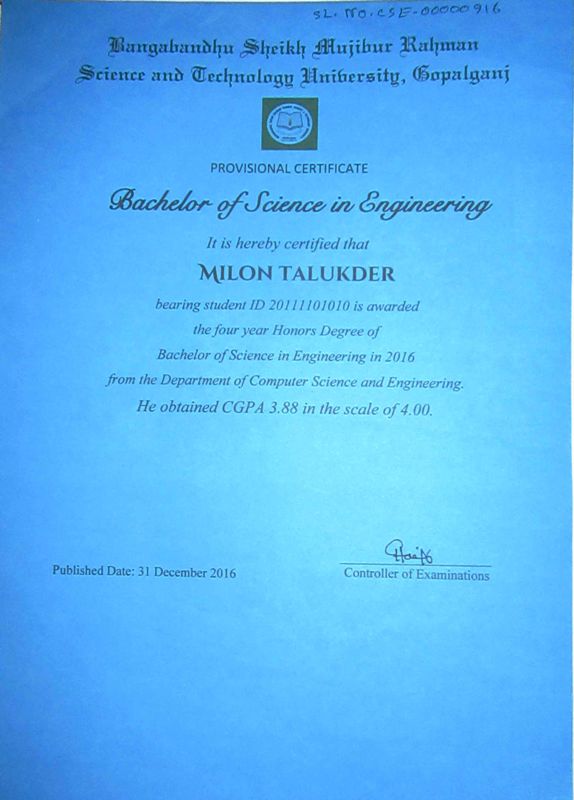 SL. NO. CSE-00000916
Bangabandhu Sheikh Mujibur Rahman
Science and Technology University, Gopalganj
PROVISIONAL CERTIFICATE
Bachelor of Science in Engineering
It is hereby certified that
MILON TALUKDER
bearing student ID 20111101010 is awarded
the four year Honors Degree of
Bachelor of Science in Engineering in 2016
from the Department of Computer Science and Engineering.
He obtained CGPA 3.88 in the scale of 4.00.
Published Date: 31 December 2016
Controller of Examinations